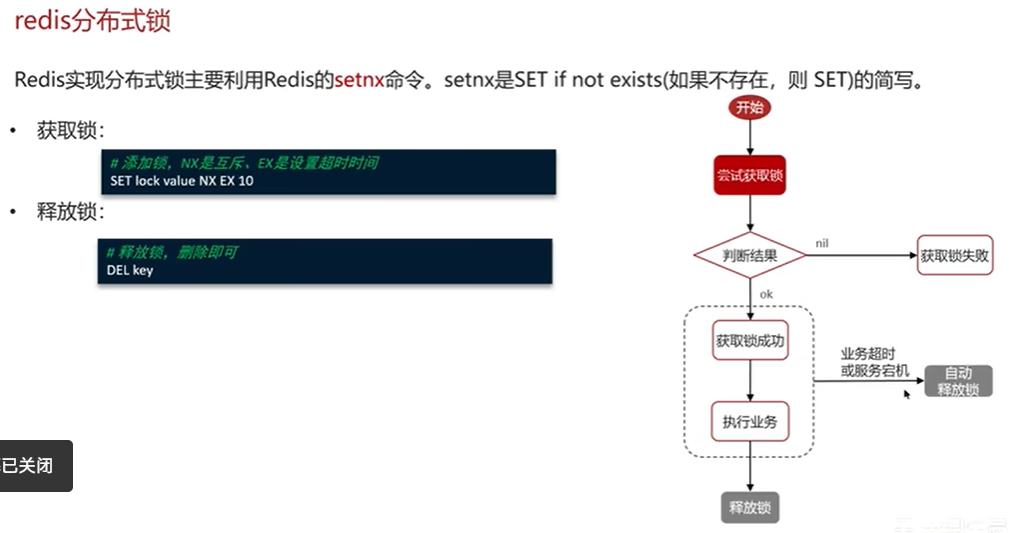 redis分布式锁
Redis实现分布式锁主要利用Redis的setnx命令。setnx是SET if not exists(如果不存在，则 SET)的简写。
• 获取锁：
# 添加锁，NX是互斥、EX是设置超时时间
SET lock value NX EX 10
• 释放锁：
# 释放锁，删除即可
DEL key
开始
尝试获取锁
判断结果
nil
获取锁失败
ok
获取锁成功
业务超时
或服务宕机
自动
释放锁
执行业务
释放锁
已关闭